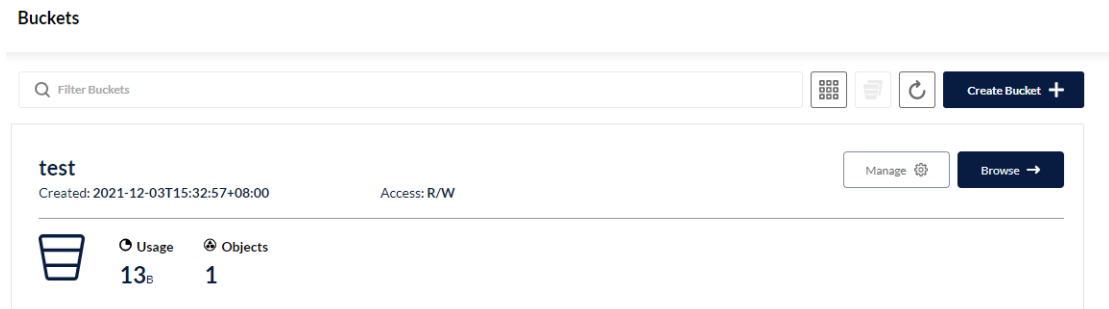 Buckets
Filter Buckets
Create Bucket
test
Manage
Browse
Created: 2021-12-03T15:32:57+08:00 Access: R/W
Usage Objects
13B 1